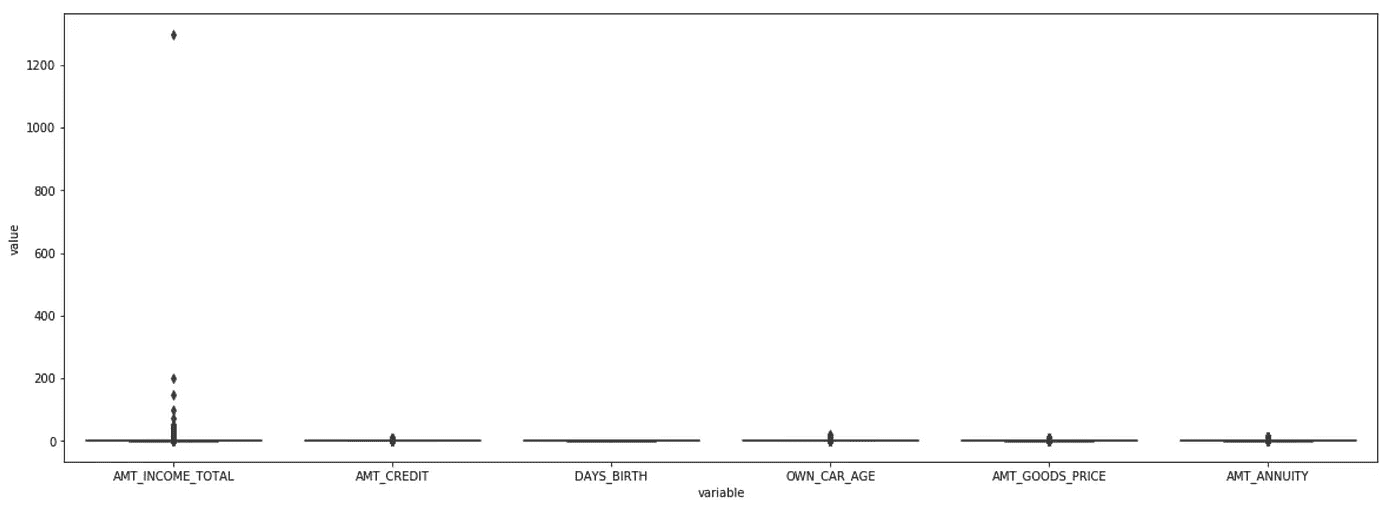 1200
1000
800
600
400
200
0
value
AMT_INCOME_TOTAL AMT_CREDIT DAYS_BIRTH OWN_CAR_AGE AMT_GOODS_PRICE AMT_ANNUITY
variable